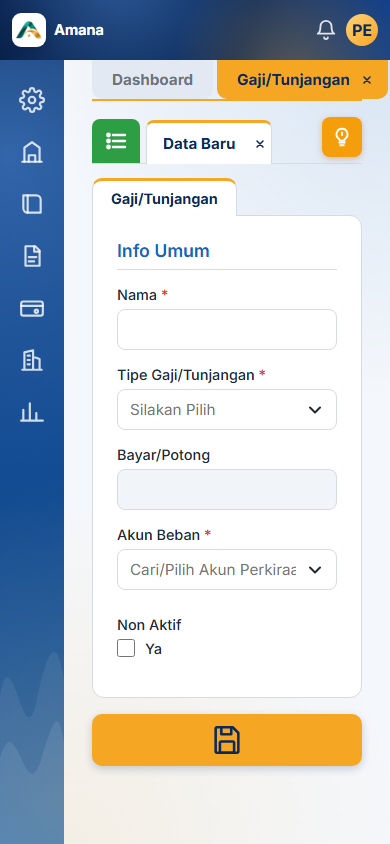 Amana
PE
Dashboard
Gaji/Tunjangan ×
Data Baru ×
Gaji/Tunjangan
Info Umum
Nama *
Tipe Gaji/Tunjangan *
Silakan Pilih
Bayar/Potong
Akun Beban *
Cari/Pilih Akun Perkiraa
Non Aktif
Ya